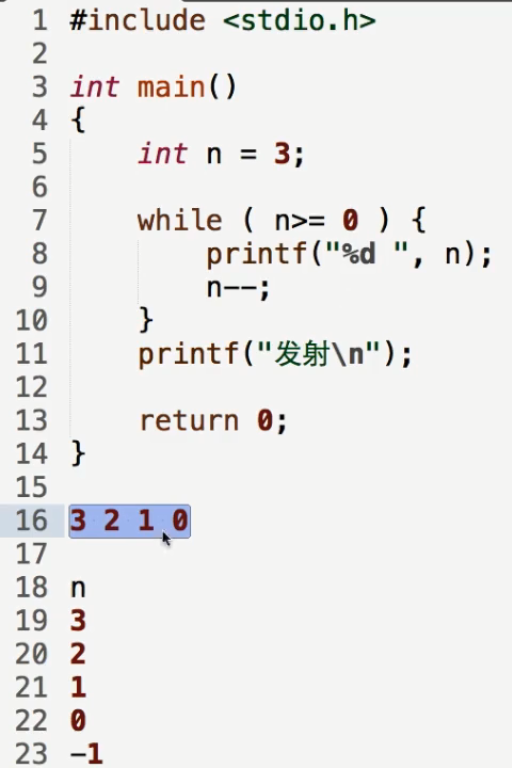 1 #include <stdio.h>
2
3 int main()
4 {
5     int n = 3;
6
7     while ( n>= 0 ) {
8         printf("%d ", n);
9         n--;
10     }
11     printf("发射\n");
12
13     return 0;
14 }
15
16 3 2 1 0
17
18 n
19 3
20 2
21 1
22 0
23 -1